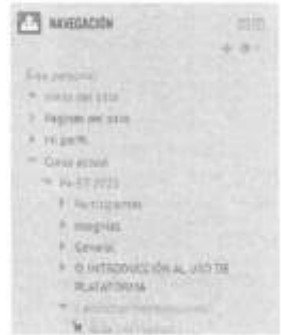 NAVEGACIÓN
Área personal
Inicio del sitio
Páginas del sitio
Mi perfil
Curso actual
Participantes
Insignias
General
0. INTRODUCCIÓN AL USO DE
PLATAFORMA